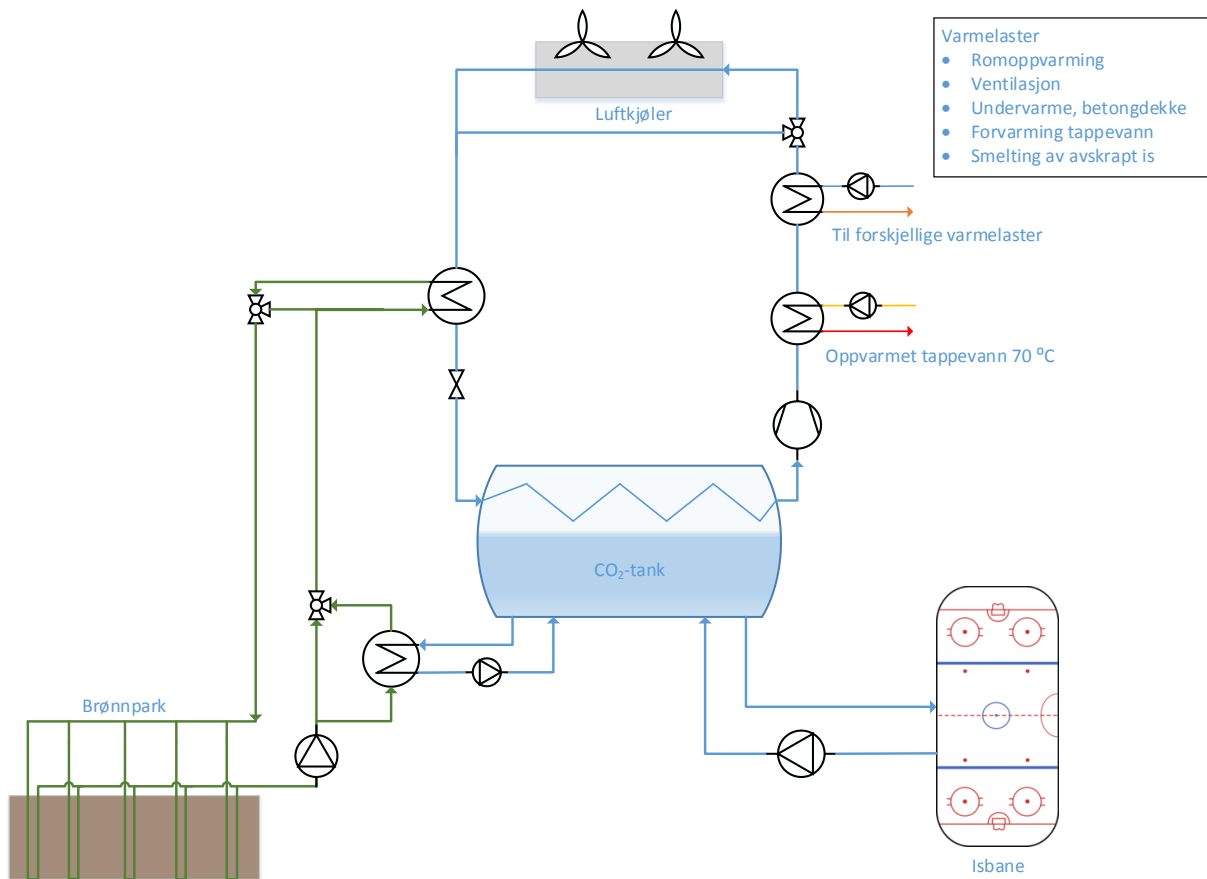 Varmelaster
• Romoppvarming
• Ventilasjon
• Undervarme, betongdekke
• Forvarming tappevann
• Smelting av avskrapt is
Luftkjøler
Til forskjellige varmelaster
Oppvarmet tappevann 70 ⁰C
CO₂-tank
Brønnpark
Isbane